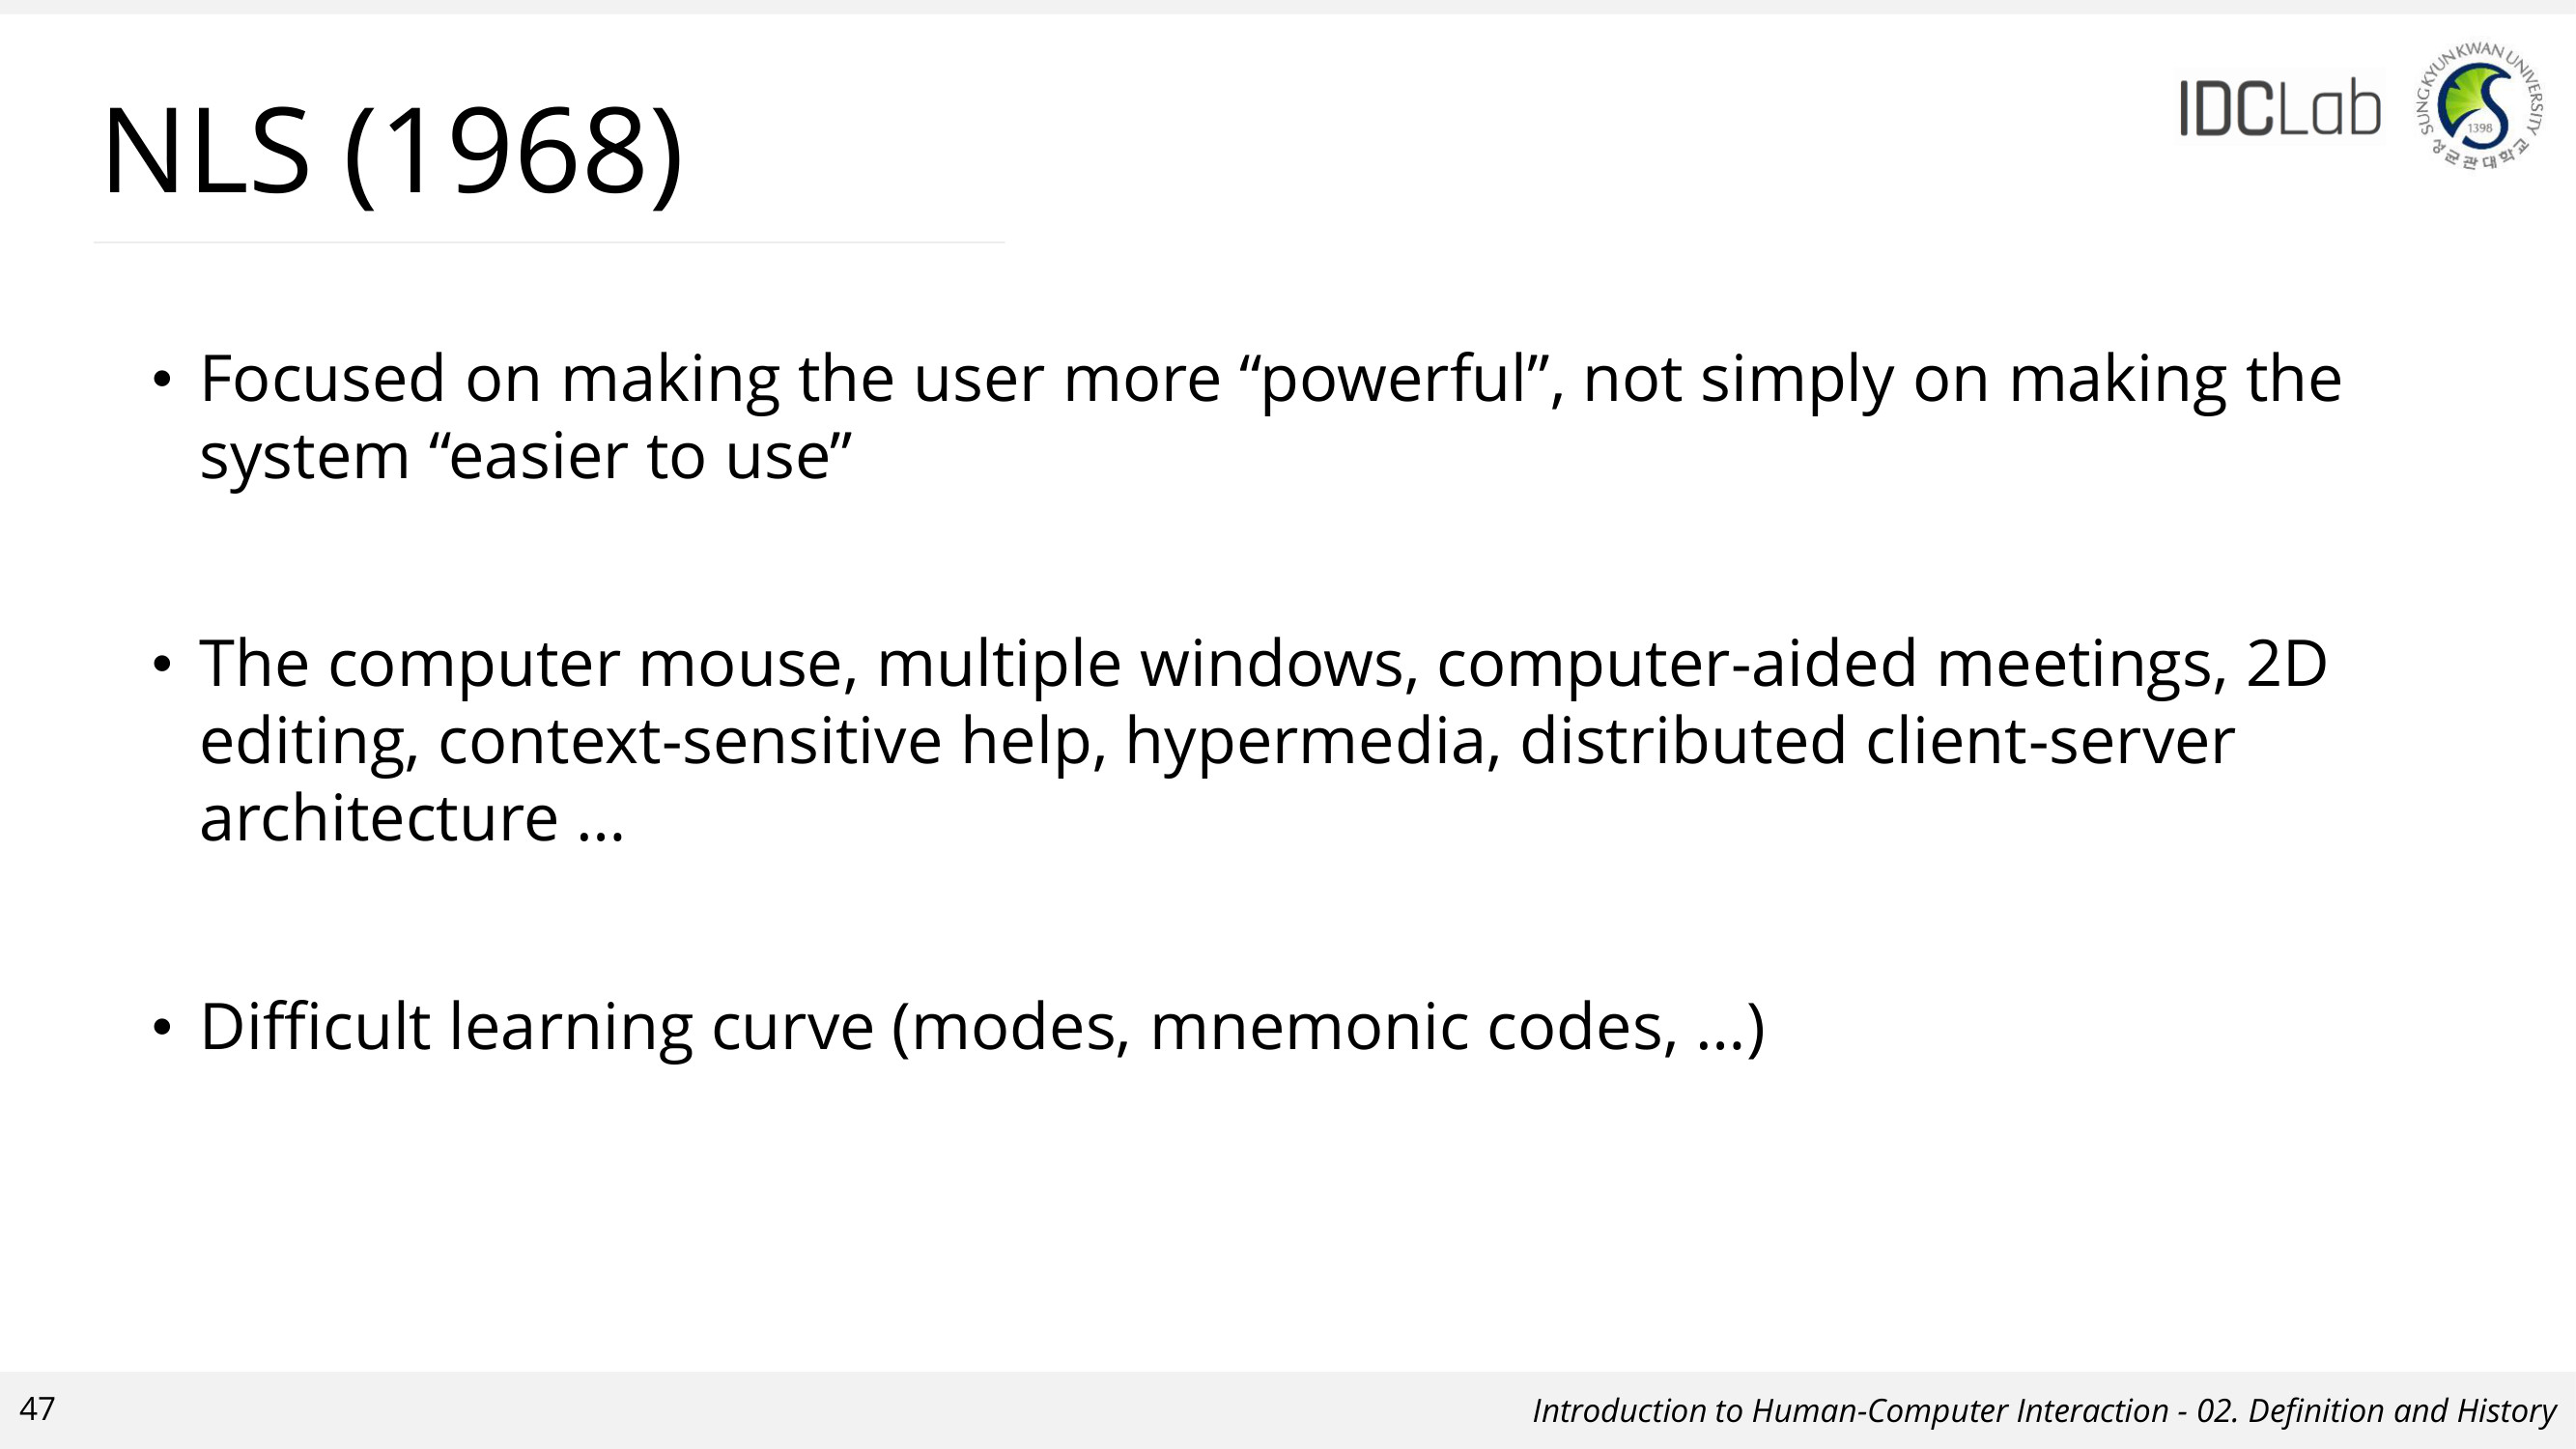 NLS (1968)
IDCLab
SUNGKYUNKWAN UNIVERSITY
1398
성균관대학교
• Focused on making the user more “powerful”, not simply on making the
system “easier to use”
• The computer mouse, multiple windows, computer-aided meetings, 2D
editing, context-sensitive help, hypermedia, distributed client-server
architecture …
• Difficult learning curve (modes, mnemonic codes, …)
47
Introduction to Human-Computer Interaction - 02. Definition and History